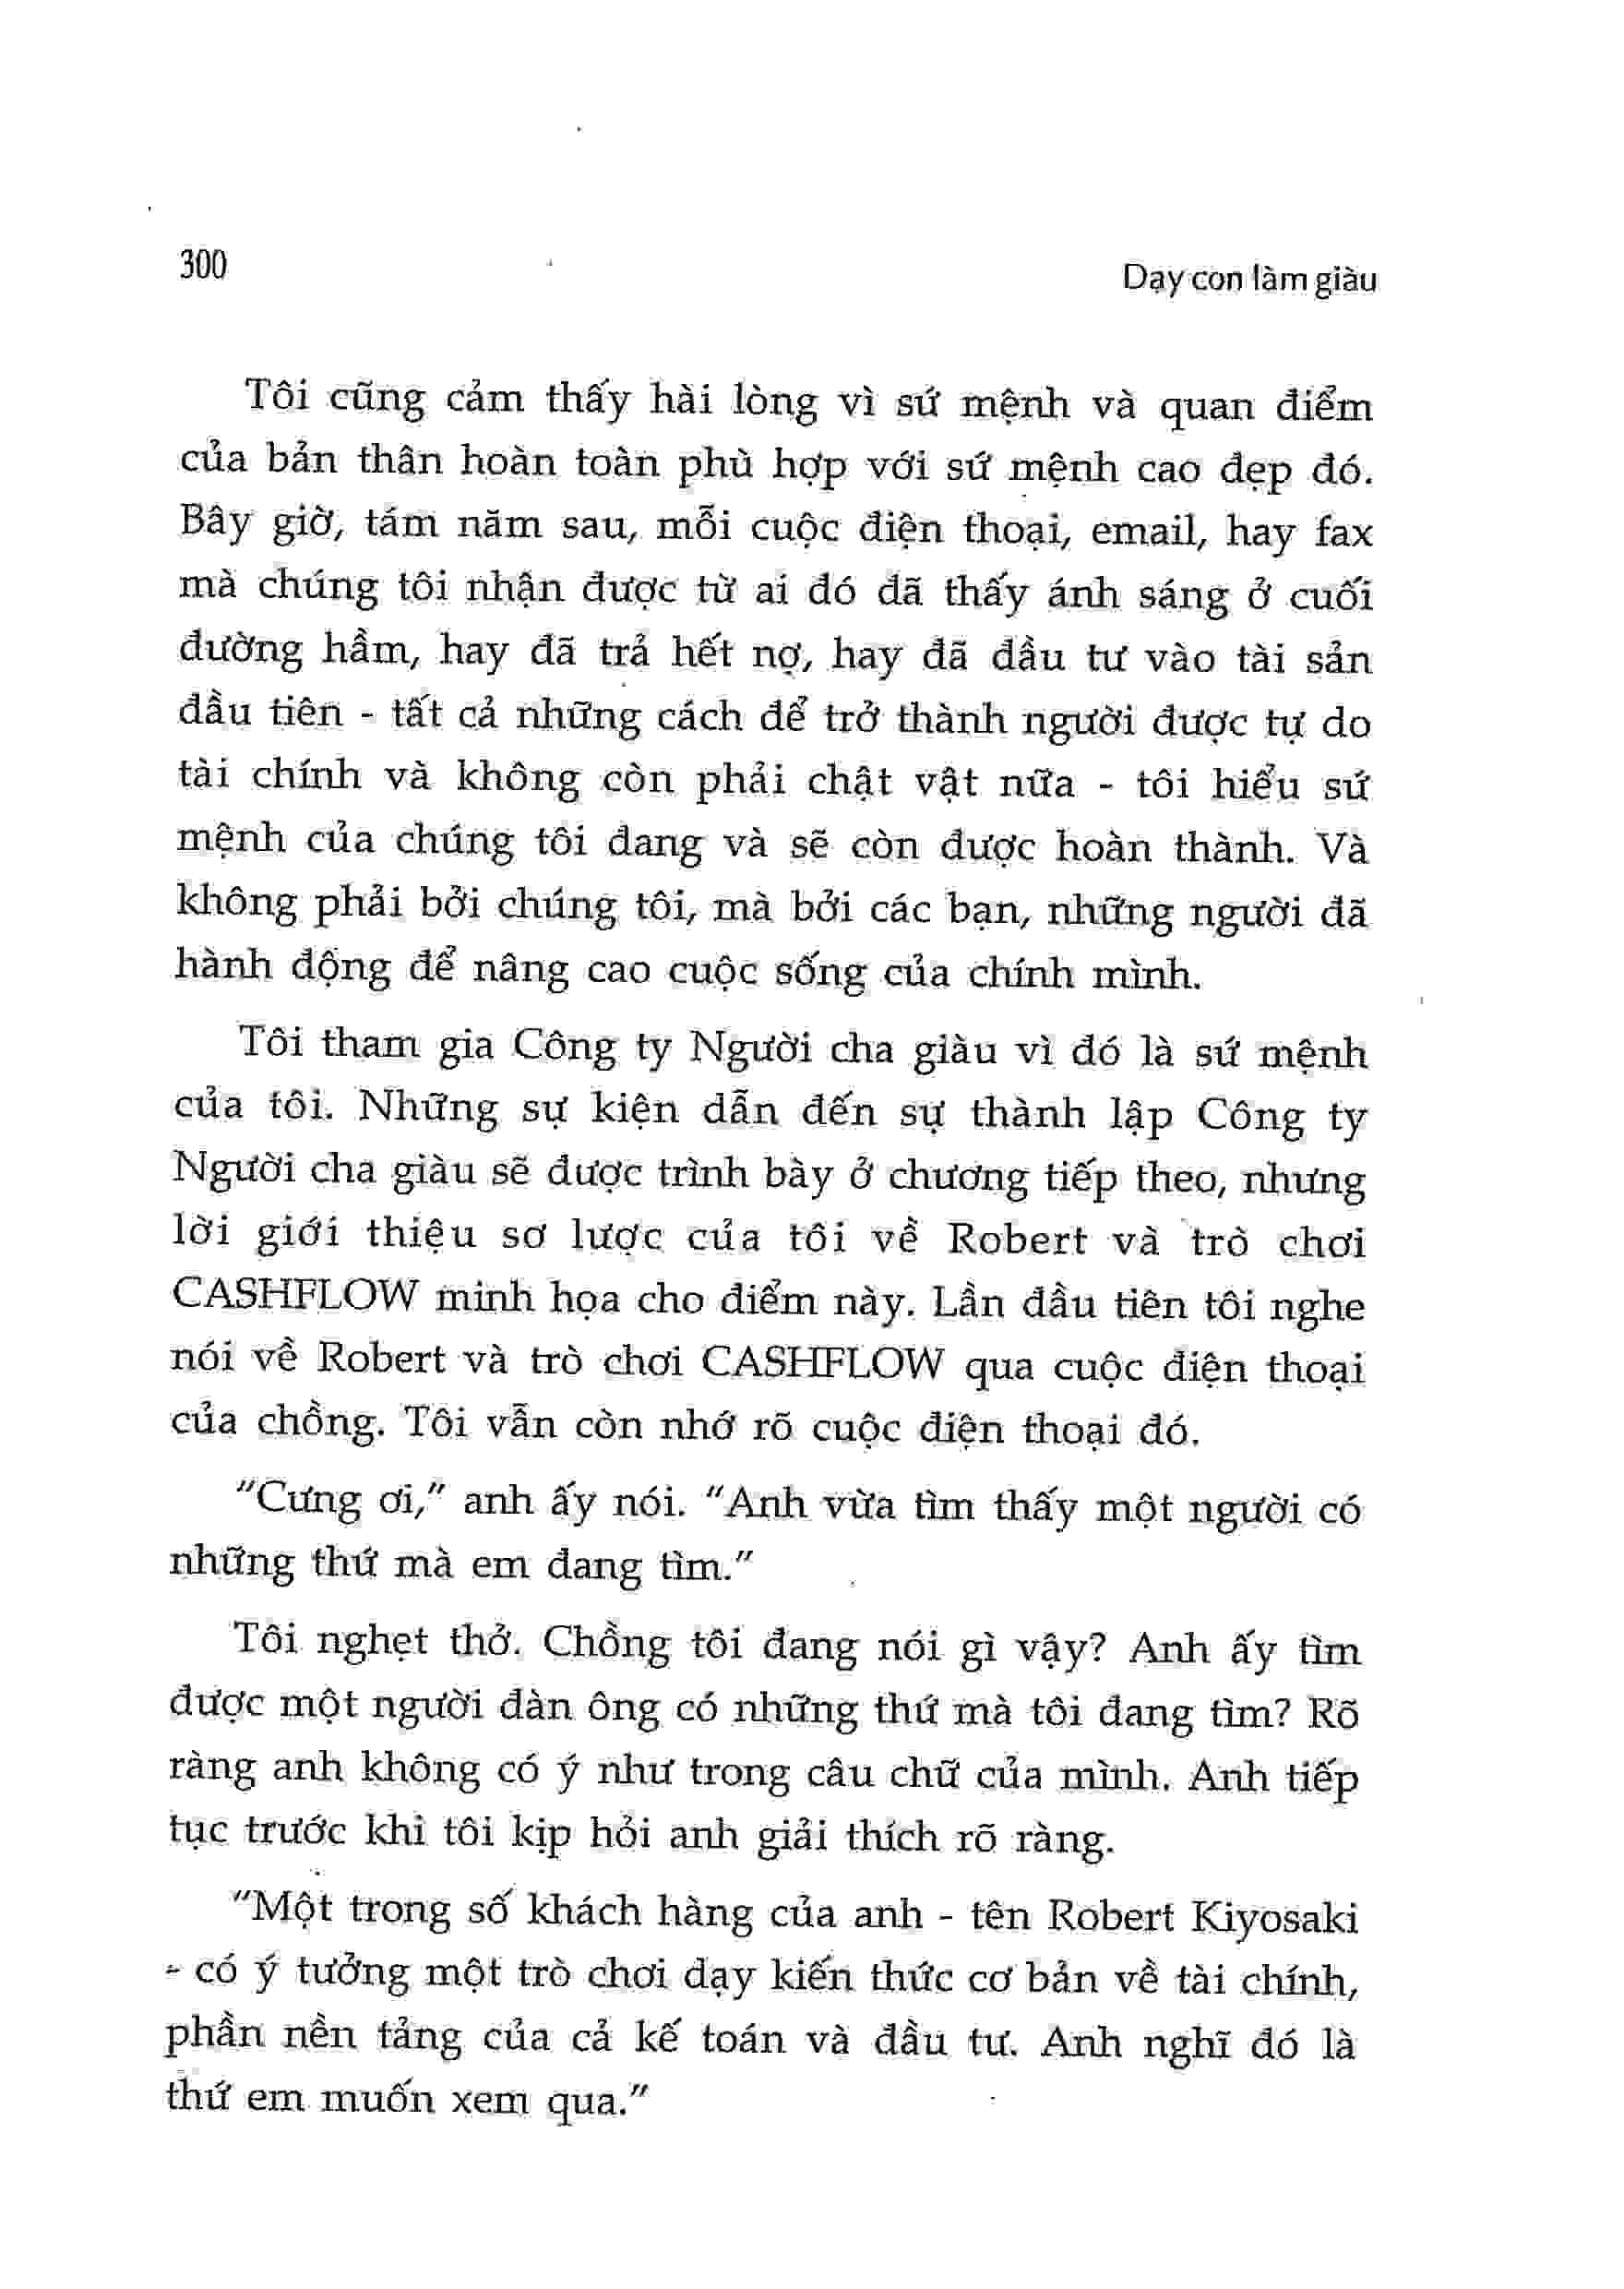 300
Dạy con làm giàu
Tôi cũng cảm thấy hài lòng vì sứ mệnh và quan điểm
của bản thân hoàn toàn phù hợp với sứ mệnh cao đẹp đó.
Bây giờ, tám năm sau, mỗi cuộc điện thoại, email, hay fax
mà chúng tôi nhận được từ ai đó đã thấy ánh sáng ở cuối
đường hầm, hay đã trả hết nợ, hay đã đầu tư vào tài sản
đầu tiên - tất cả những cách để trở thành người được tự do
tài chính và không còn phải chật vật nữa - tôi hiểu sứ
mệnh của chúng tôi đang và sẽ còn được hoàn thành. Và
không phải bởi chúng tôi, mà bởi các bạn, những người đã
hành động để nâng cao cuộc sống của chính mình.
Tôi tham gia Công ty Người cha giàu vì đó là sứ mệnh
của tôi. Những sự kiện dẫn đến sự thành lập Công ty
Người cha giàu sẽ được trình bày ở chương tiếp theo, nhưng
lời giới thiệu sơ lược của tôi về Robert và trò chơi
CASHFLOW minh họa cho điểm này. Lần đầu tiên tôi nghe
nói về Robert và trò chơi CASHFLOW qua cuộc điện thoại
của chồng. Tôi vẫn còn nhớ rõ cuộc điện thoại đó.
"Cưng ơi," anh ấy nói. "Anh vừa tìm thấy một người có
những thứ mà em đang tìm."
Tôi nghẹt thở. Chồng tôi đang nói gì vậy? Anh ấy tìm
được một người đàn ông có những thứ mà tôi đang tìm? Rõ
ràng anh không có ý như trong câu chữ của mình. Anh tiếp
tục trước khi tôi kịp hỏi anh giải thích rõ ràng.
"Một trong số khách hàng của anh - tên Robert Kiyosaki
- có ý tưởng một trò chơi dạy kiến thức cơ bản về tài chính,
phần nền tảng của cả kế toán và đầu tư. Anh nghĩ đó là
thứ em muốn xem qua."